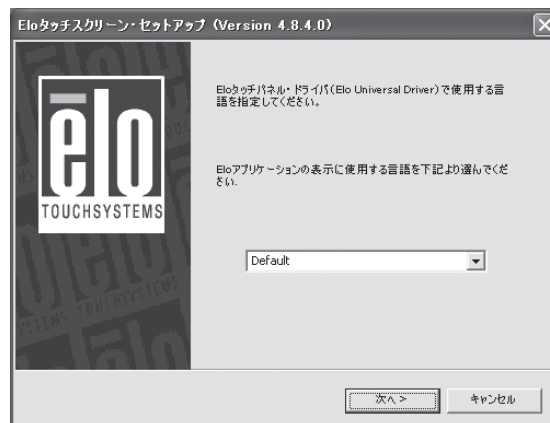 Eloタッチスクリーン・セットアップ (Version 4.8.4.0)
Eloタッチパネル・ドライバ(Elo Universal Driver)で使用する言
語を指定してください。
Eloアプリケーションの表示に使用する言語を下記より選んでくだ
さい.
elo
TOUCHSYSTEMS
Default
次へ >
キャンセル